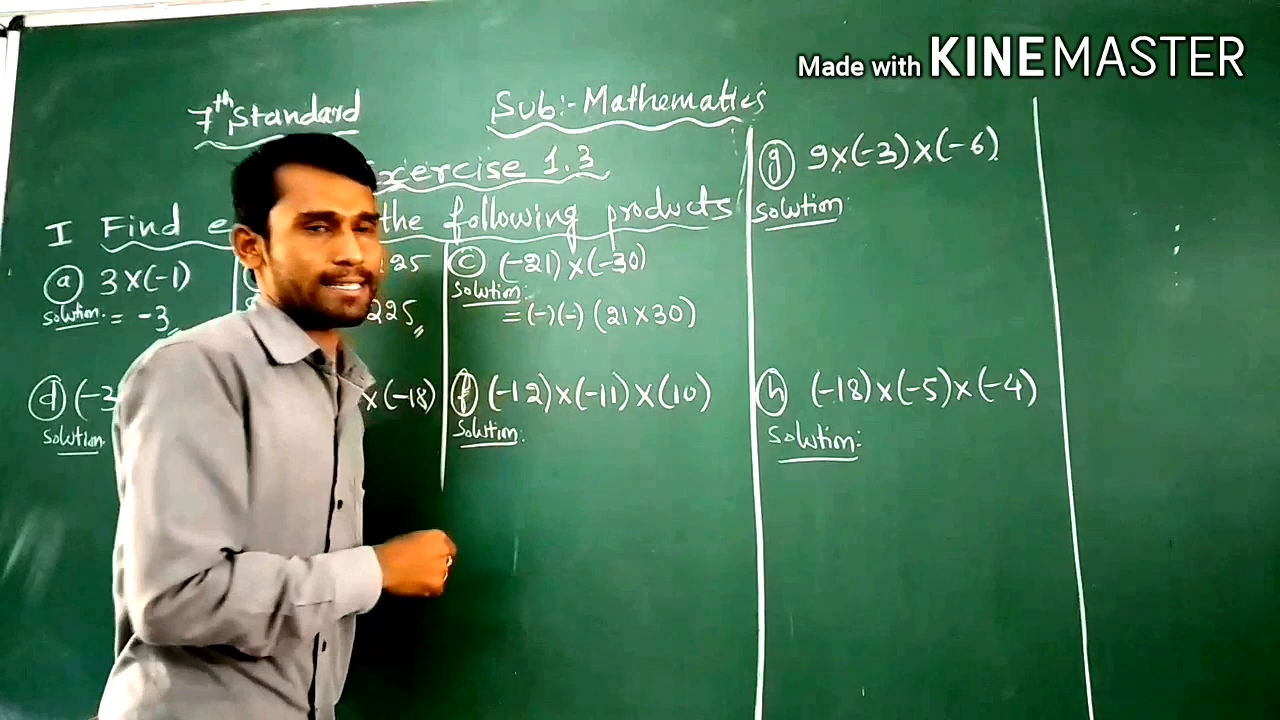 Made with KINEMASTER
7th Standard Sub:- Mathematics
Exercise 1.3
I Find the following products
(a) 3×(-1)
Solution: = -3
225
(c) (-21)×(-30)
Solution:
= (-)(-) (21×30)
(d) (-3
Solution:
×(-18)
(f) (-12)×(-11)×(10)
Solution:
(g) 9×(-3)×(-6)
Solution
(h) (-18)×(-5)×(-4)
Solution: